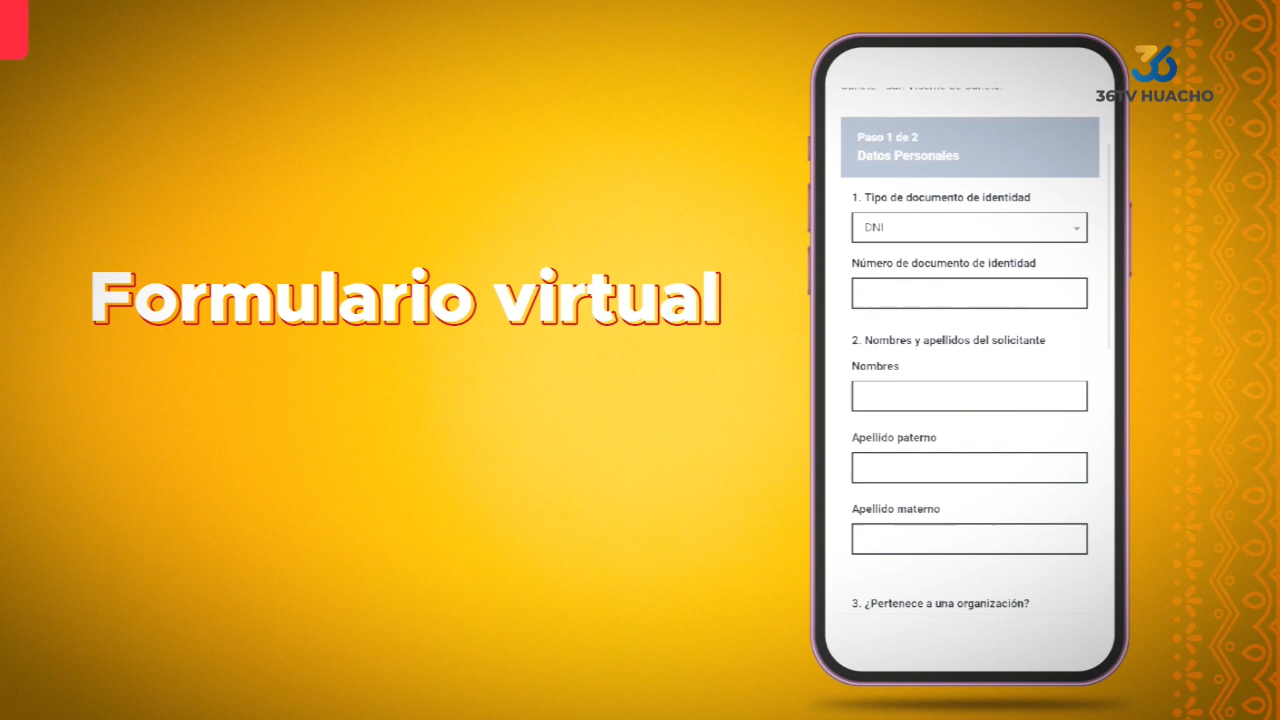 Formulario virtual
36
36TV HUACHO
Paso 1 de 2
Datos Personales
1. Tipo de documento de identidad
DNI
Número de documento de identidad
2. Nombres y apellidos del solicitante
Nombres
Apellido paterno
Apellido materno
3. ¿Pertenece a una organización?